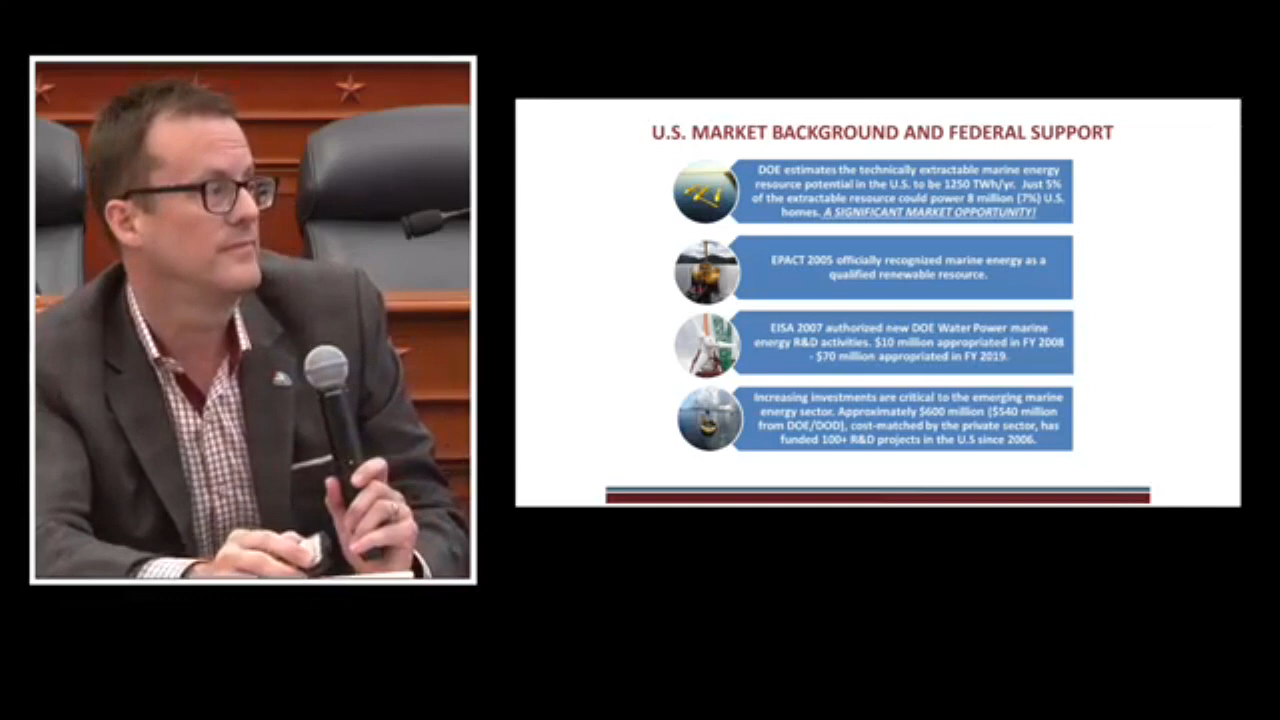 U.S. MARKET BACKGROUND AND FEDERAL SUPPORT
DOE estimates the technically extractable marine energy
resource potential in the U.S. to be 1250 TWh/yr. Just 5%
of the extractable resource could power 8 million (7%) U.S.
homes. A SIGNIFICANT MARKET OPPORTUNITY!
EPACT 2005 officially recognized marine energy as a
qualified renewable resource.
EISA 2007 authorized new DOE Water Power marine
energy R&D activities. $10 million appropriated in FY 2008
- $70 million appropriated in FY 2019.
Increasing investments are critical to the emerging marine
energy sector. Approximately $600 million ($540 million
from DOE/DOD), cost-matched by the private sector, has
funded 100+ R&D projects in the U.S since 2006.